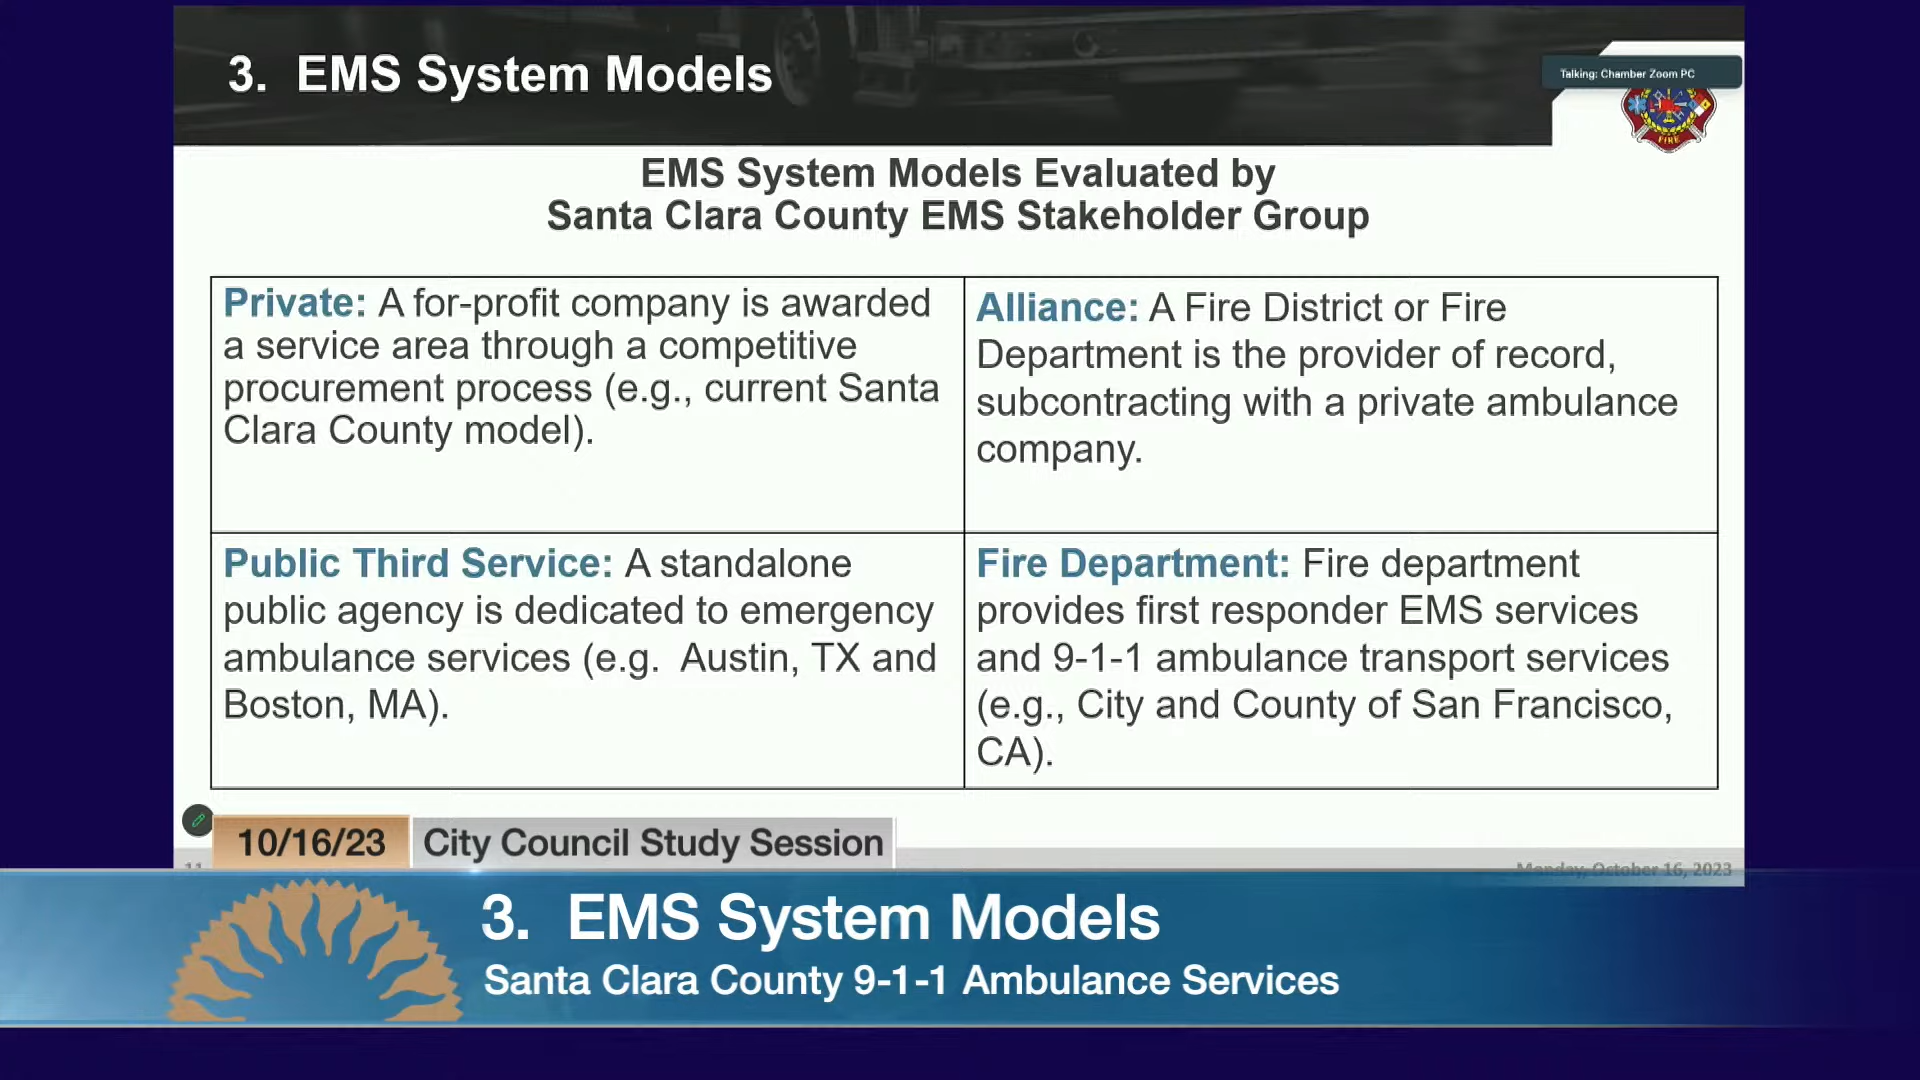 3. EMS System Models
Talking: Chamber Zoom PC
FIRE
EMS System Models Evaluated by
Santa Clara County EMS Stakeholder Group
Private: A for-profit company is awarded
a service area through a competitive
procurement process (e.g., current Santa
Clara County model).
Alliance: A Fire District or Fire
Department is the provider of record,
subcontracting with a private ambulance
company.
Public Third Service: A standalone
public agency is dedicated to emergency
ambulance services (e.g. Austin, TX and
Boston, MA).
Fire Department: Fire department
provides first responder EMS services
and 9-1-1 ambulance transport services
(e.g., City and County of San Francisco,
CA).
10/16/23 City Council Study Session
11
Monday, October 16, 2023
3. EMS System Models
Santa Clara County 9-1-1 Ambulance Services